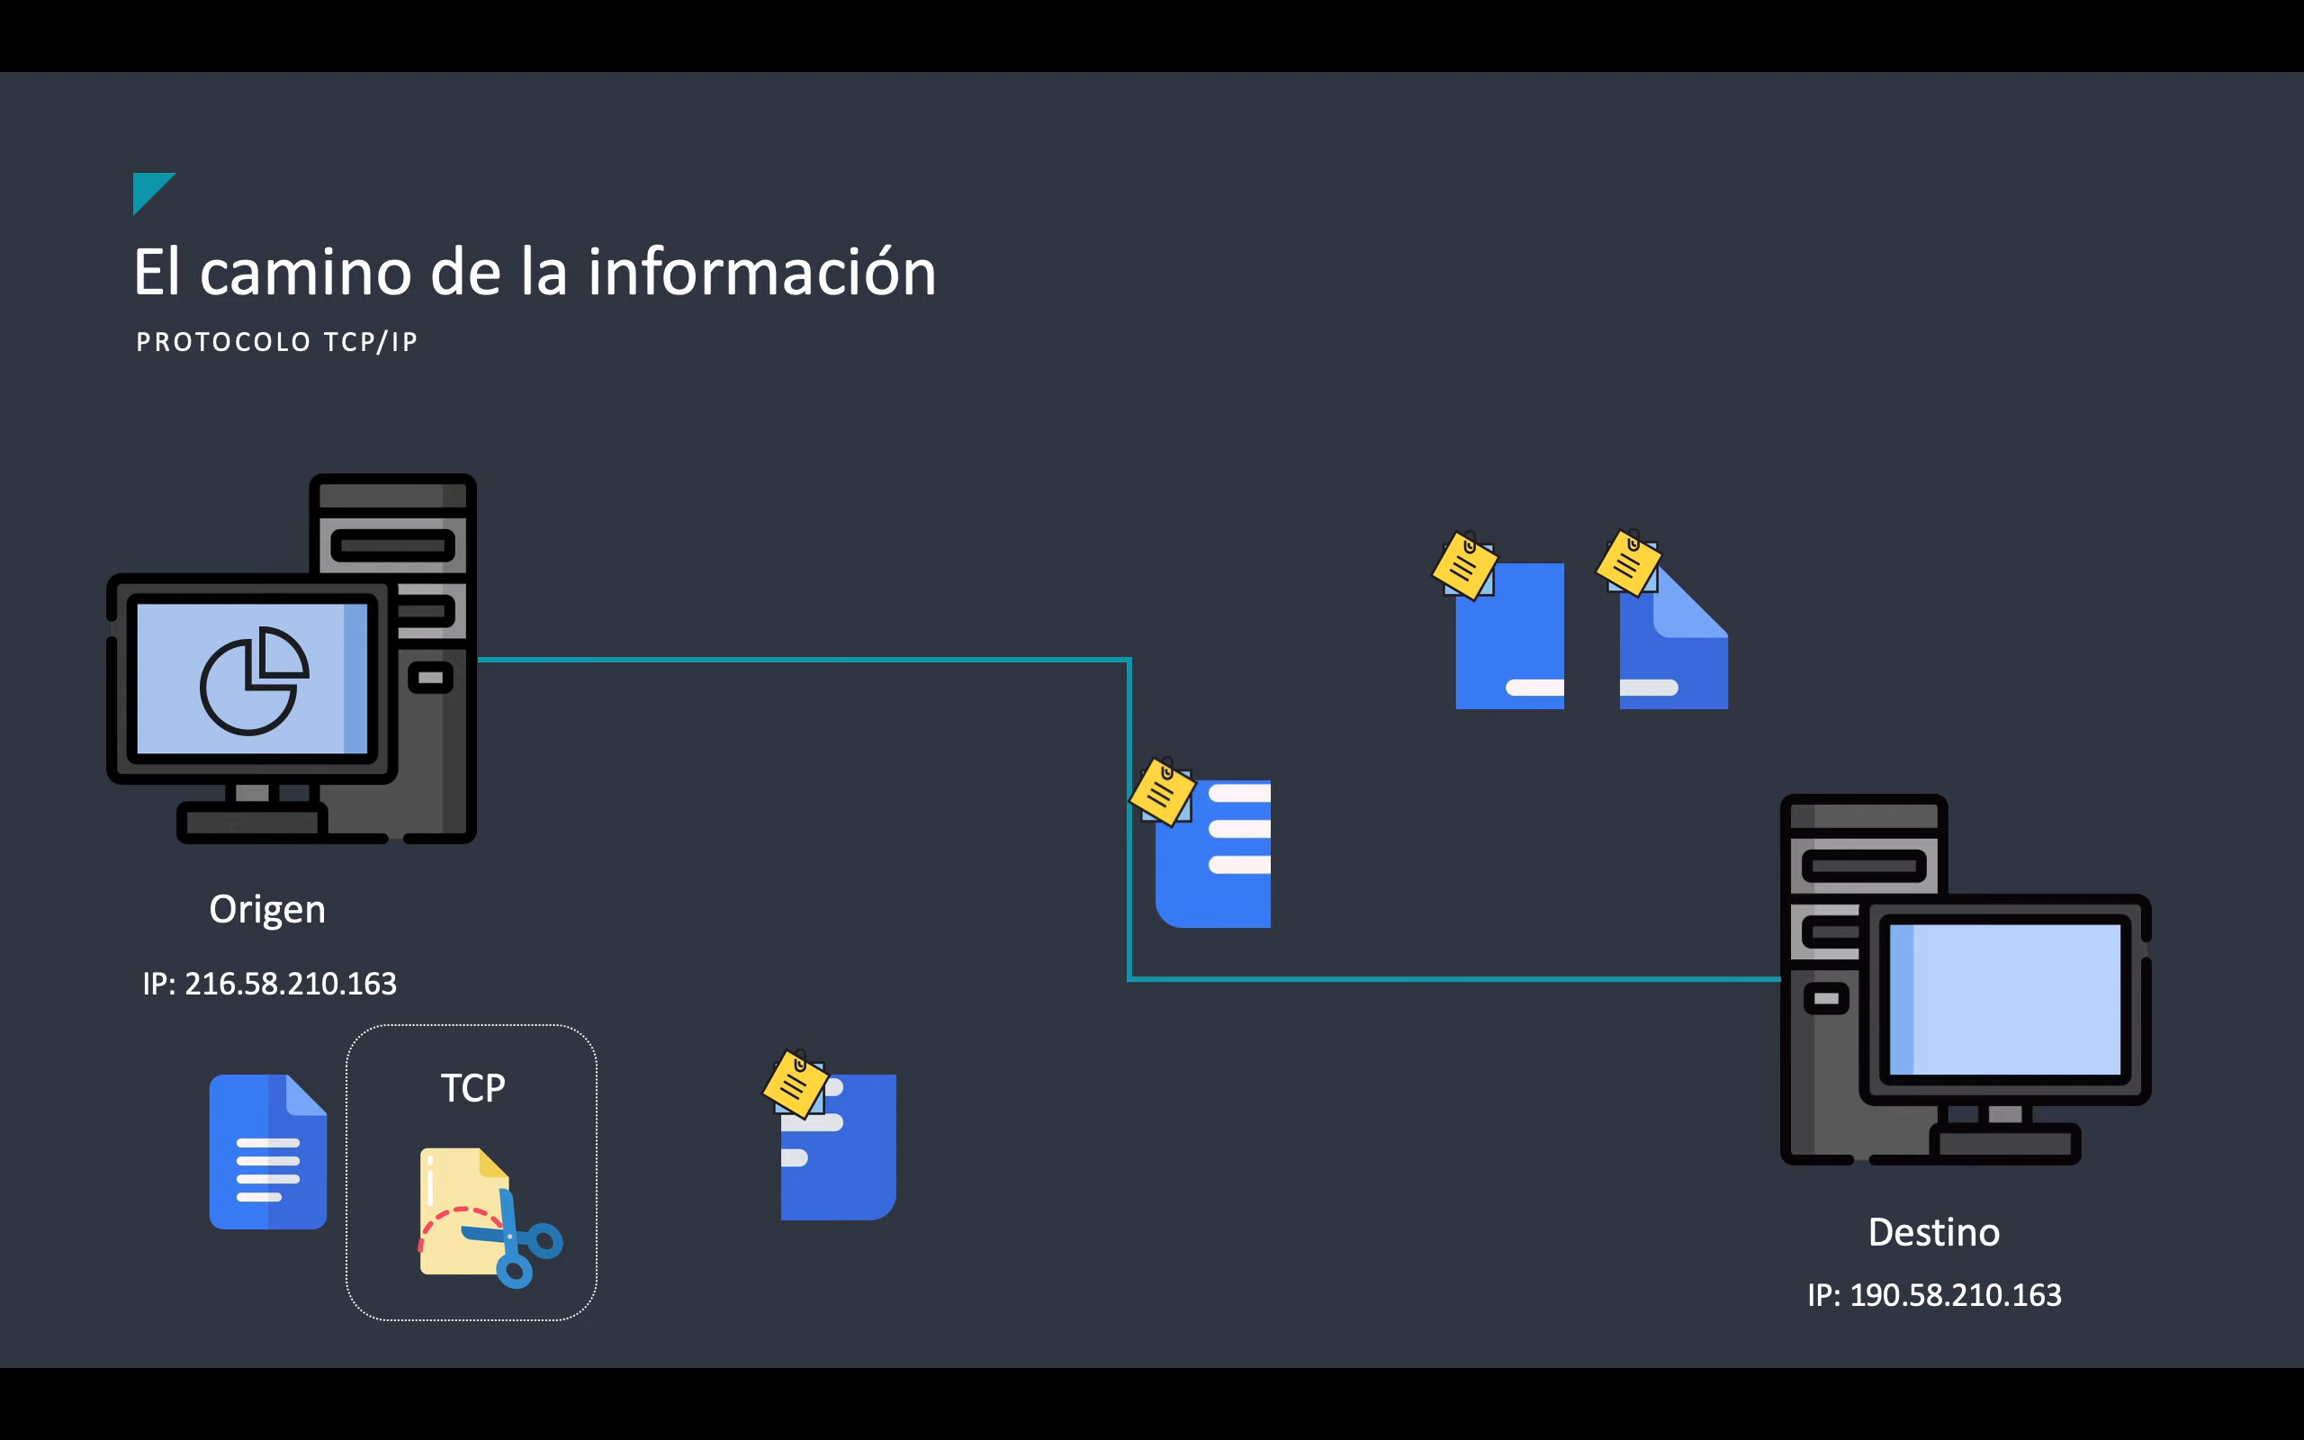 El camino de la información
PROTOCOLO TCP/IP
Origen
IP: 216.58.210.163
TCP
Destino
IP: 190.58.210.163